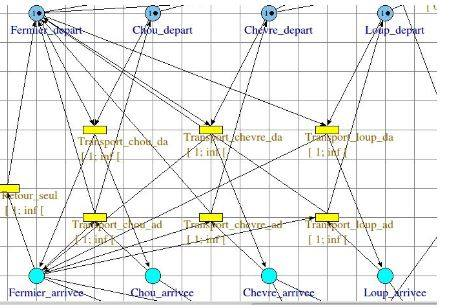 Fermier_depart
Chou_depart
Chevre_depart
Loup_depart
Transport_chou_da
Transport_chevre_da
Transport_loup_da
[ 1; inf [
[ 1; inf [
[ 1; inf [
Retour_seul
[ 1; inf [
Transport_chou_ad
Transport_chevre_ad
Transport_loup_ad
[ 1; inf [
[ 1; inf [
[ 1; inf [
Fermier_arrivee
Chou_arrivee
Chevre_arrivee
Loup_arrivee